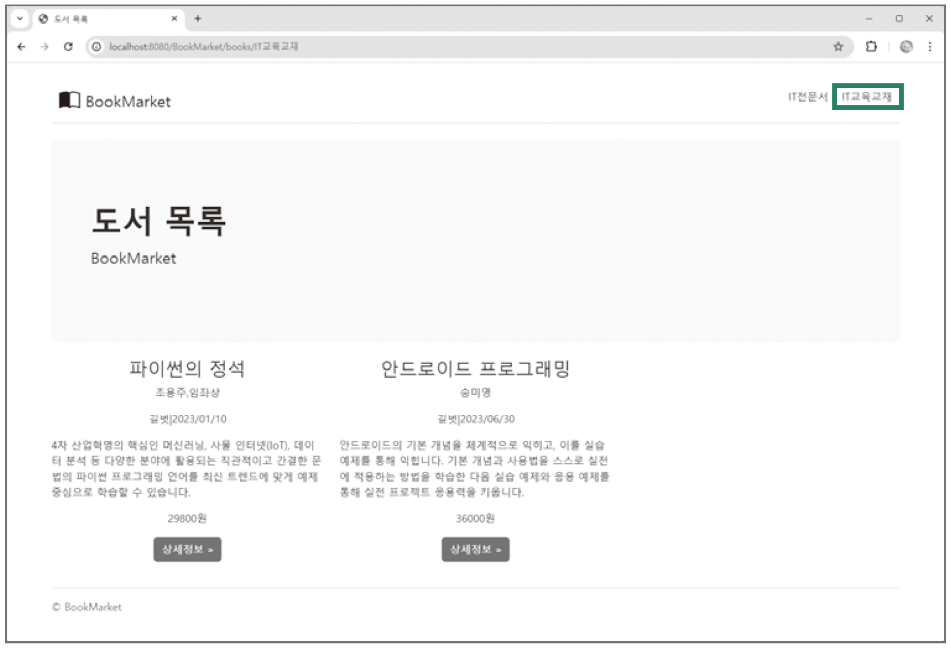 도서 목록
localhost:8080/BookMarket/books/IT교육교재
BookMarket
IT전문서 IT교육교재
도서 목록
BookMarket
파이썬의 정석
조용주,임좌상
길벗|2023/01/10
4차 산업혁명의 핵심인 머신러닝, 사물 인터넷(IoT), 데이
터 분석 등 다양한 분야에 활용되는 직관적이고 간결한 문
법의 파이썬 프로그래밍 언어를 최신 트렌드에 맞게 예제
중심으로 학습할 수 있습니다.
29800원
상세정보 »
안드로이드 프로그래밍
송미영
길벗|2023/06/30
안드로이드의 기본 개념을 체계적으로 익히고, 이를 실습
예제를 통해 익힙니다. 기본 개념과 사용법을 스스로 실전
에 적용하는 방법을 학습한 다음 실습 예제와 응용 예제를
통해 실전 프로젝트 응용력을 키웁니다.
36000원
상세정보 »
© BookMarket